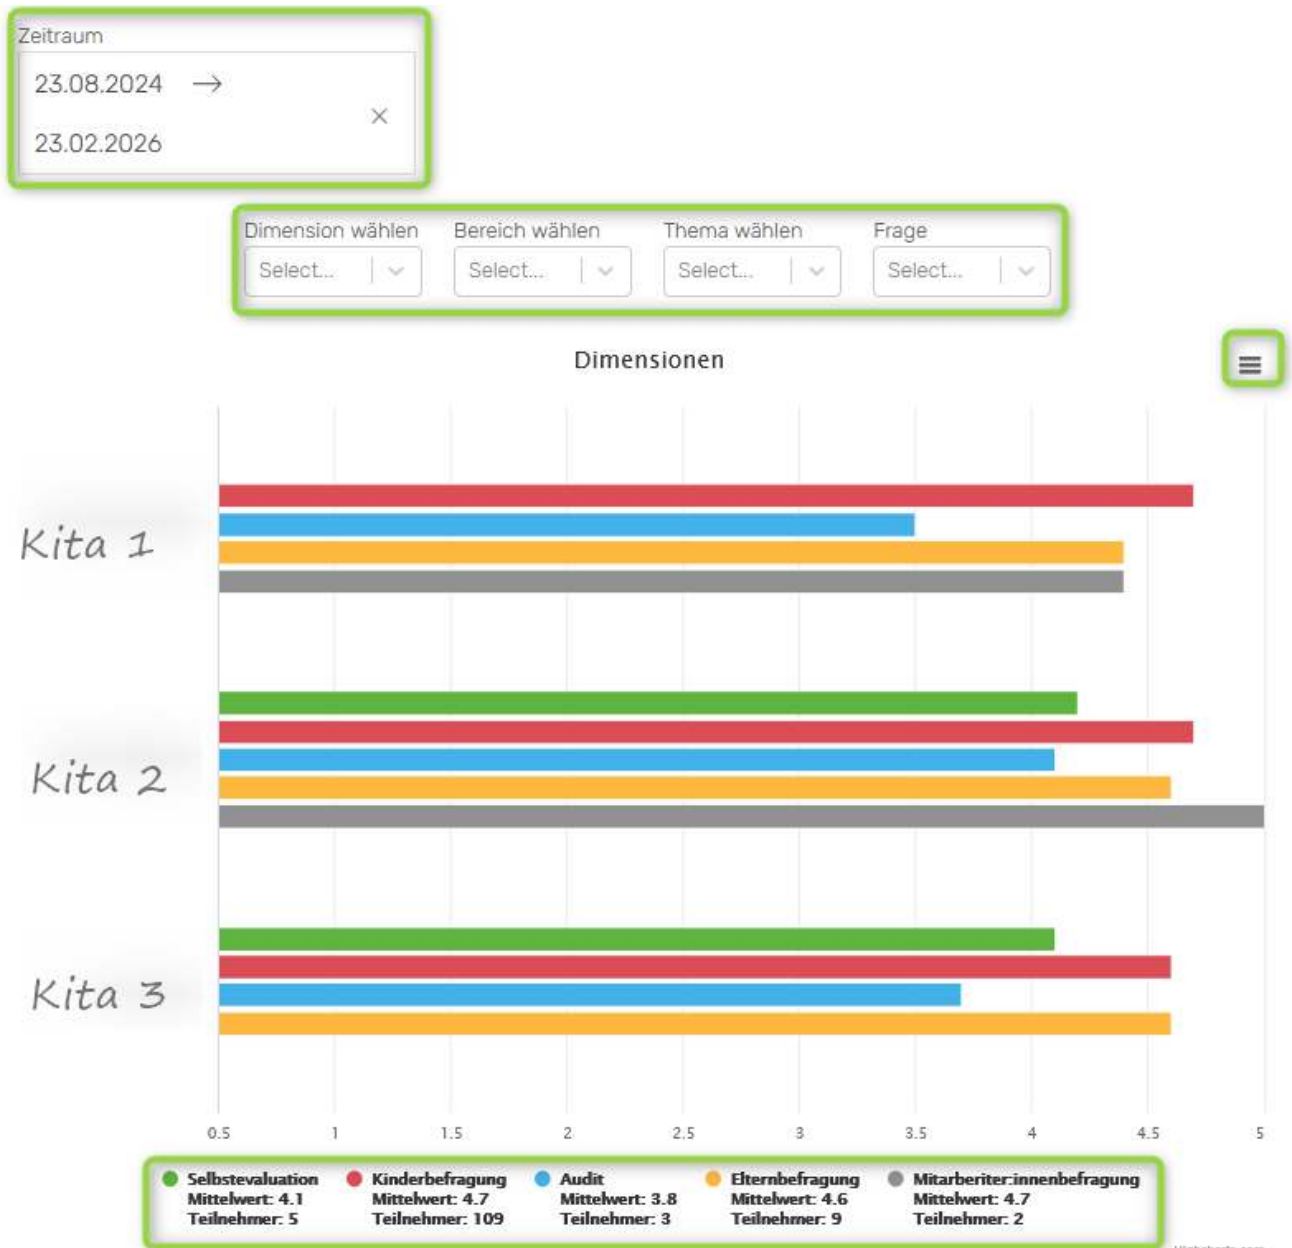 Zeitraum
23.08.2024 →
23.02.2026
Dimension wählen Bereich wählen Thema wählen Frage
Select... Select... Select... Select...
Dimensionen
Kita 1
Kita 2
Kita 3
0.5 1 1.5 2 2.5 3 3.5 4 4.5 5
Selbstevaluation Kinderbefragung Audit Elternbefragung Mitarberiter:innenbefragung
Mittelwert: 4.1 Mittelwert: 4.7 Mittelwert: 3.8 Mittelwert: 4.6 Mittelwert: 4.7
Teilnehmer: 5 Teilnehmer: 109 Teilnehmer: 3 Teilnehmer: 9 Teilnehmer: 2